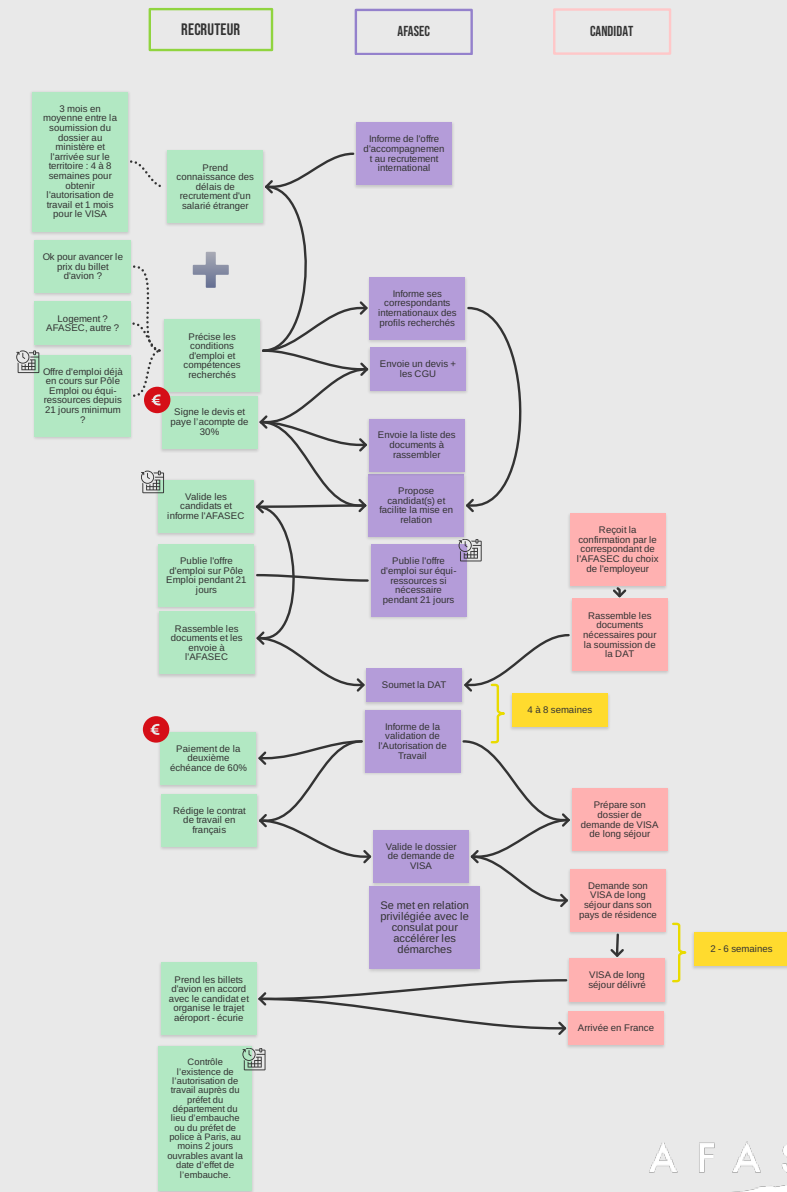 RECRUTEUR
AFASEC
CANDIDAT
3 mois en
moyenne entre la
soumission du
dossier au
ministère et
l'arrivée sur le
territoire : 4 à 8
semaines pour
obtenir
l'autorisation de
travail et 1 mois
pour le VISA
Prend
connaissance des
délais de
recrutement d'un
salarié étranger
Informe de l'offre
d'accompagnemen
t au recrutement
international
Ok pour avancer le
prix du billet
d'avion ?
Logement ?
AFASEC, autre ?
Offre d'emploi déjà
en cours sur Pôle
Emploi ou équi-
ressources depuis
21 jours minimum
?
Précise les
conditions
d'emploi et
compétences
recherchés
Informe ses
correspondants
internationaux des
profils recherchés
Envoie un devis +
les CGU
€
Signe le devis et
paye l'acompte de
30%
Envoie la liste des
documents à
rassembler
Propose
candidat(s) et
facilite la mise en
relation
Valide les
candidats et
informe l'AFASEC
Publie l'offre
d'emploi sur Pôle
Emploi pendant 21
jours
Publie l'offre
d'emploi sur équi-
ressources si
nécessaire
pendant 21 jours
Reçoit la
confirmation par le
correspondant de
l'AFASEC du choix
de l'employeur
Rassemble les
documents et les
envoie à
l'AFASEC
Rassemble les
documents
nécessaires pour
la soumission de
la DAT
Soumet la DAT
4 à 8 semaines
Informe de la
validation de
l'Autorisation de
Travail
€
Paiement de la
deuxième
échéance de 60%
Rédige le contrat
de travail en
français
Prépare son
dossier de
demande de VISA
de long séjour
Valide le dossier
de demande de
VISA
Se met en relation
privilégiée avec le
consulat pour
accélérer les
démarches
Demande son
VISA de long
séjour dans son
pays de résidence
2 - 6 semaines
VISA de long
séjour délivré
Prend les billets
d'avion en accord
avec le candidat et
organise le trajet
aéroport - écurie
Arrivée en France
Contrôle
l'existence de
l'autorisation de
travail auprès du
préfet du
département du
lieu d'embauche
ou du préfet de
police à Paris, au
moins 2 jours
ouvrables avant la
date d'effet de
l'embauche.
AFAS